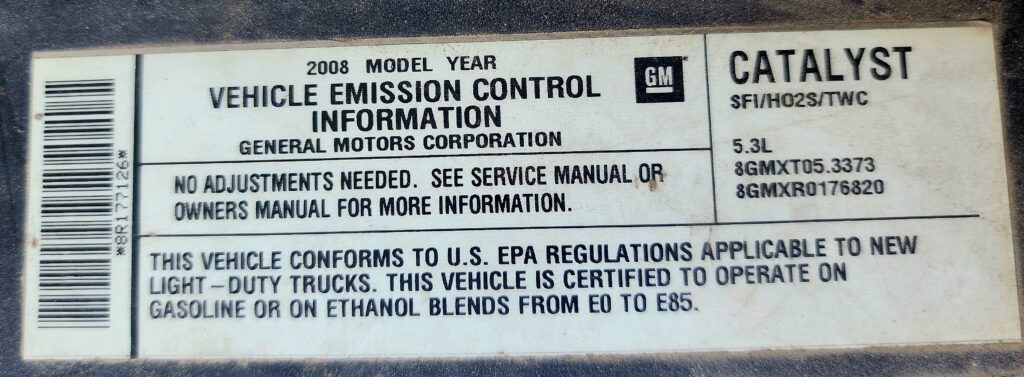 *8R177126*
2008 MODEL YEAR
VEHICLE EMISSION CONTROL
INFORMATION
GENERAL MOTORS CORPORATION
GM
NO ADJUSTMENTS NEEDED. SEE SERVICE MANUAL OR
OWNERS MANUAL FOR MORE INFORMATION.
CATALYST
SFI/HO2S/TWC
5.3L
8GMXT05.3373
8GMXR0176820
THIS VEHICLE CONFORMS TO U.S. EPA REGULATIONS APPLICABLE TO NEW
LIGHT-DUTY TRUCKS. THIS VEHICLE IS CERTIFIED TO OPERATE ON
GASOLINE OR ON ETHANOL BLENDS FROM E0 TO E85.